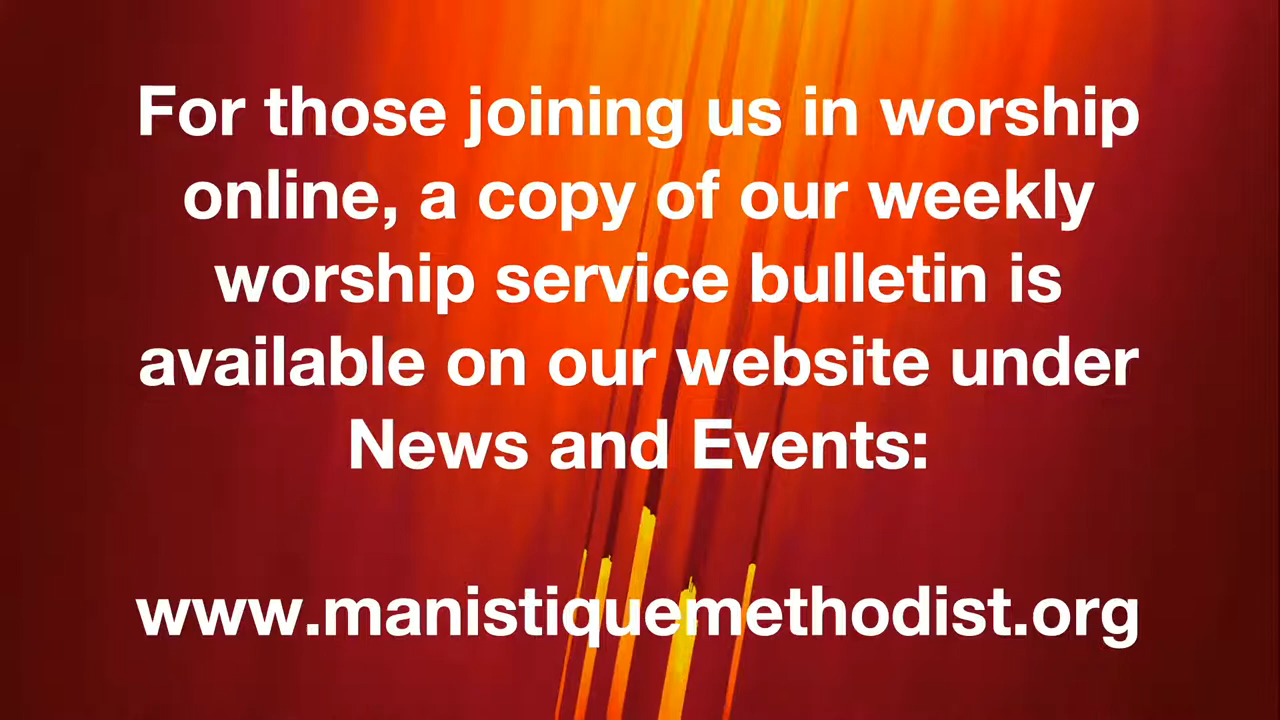 For those joining us in worship
online, a copy of our weekly
worship service bulletin is
available on our website under
News and Events:
www.manistiquemethodist.org